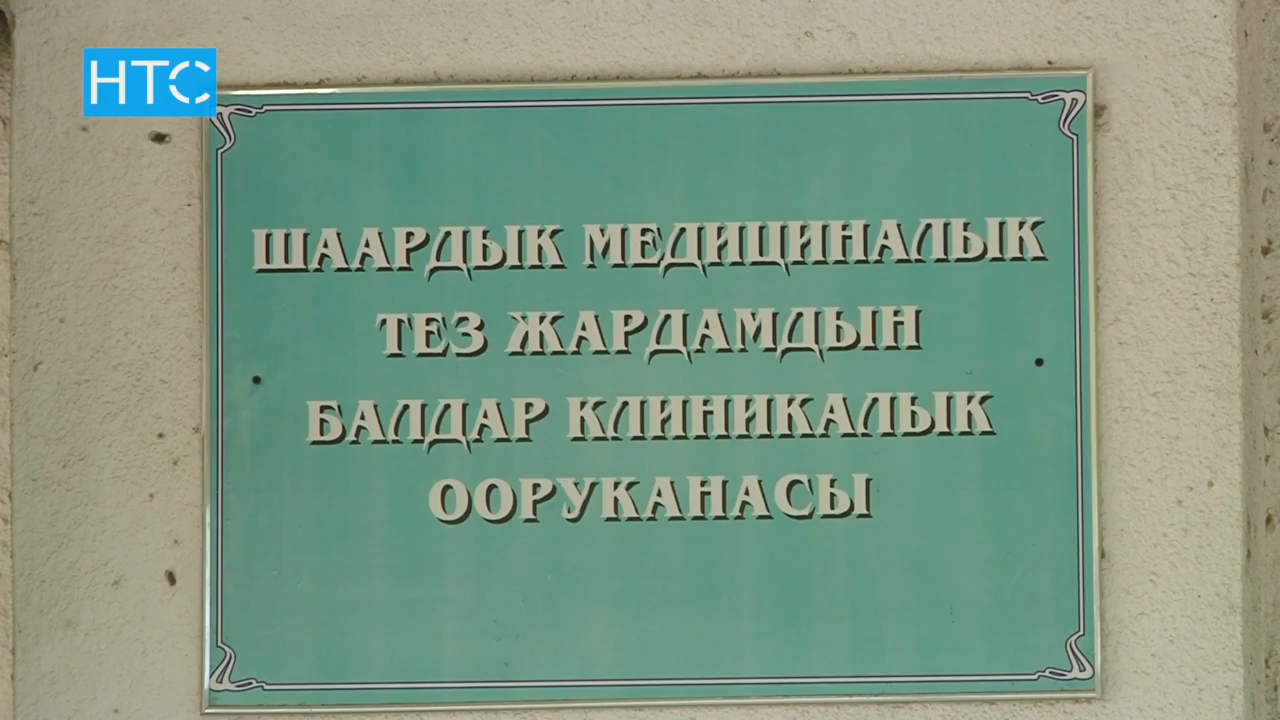 НТС
ШААРДЫК МЕДИЦИНАЛЫК
ТЕЗ ЖАРДАМДЫН
БАЛДАР КЛИНИКАЛЫК
ООРУКАНАСЫ